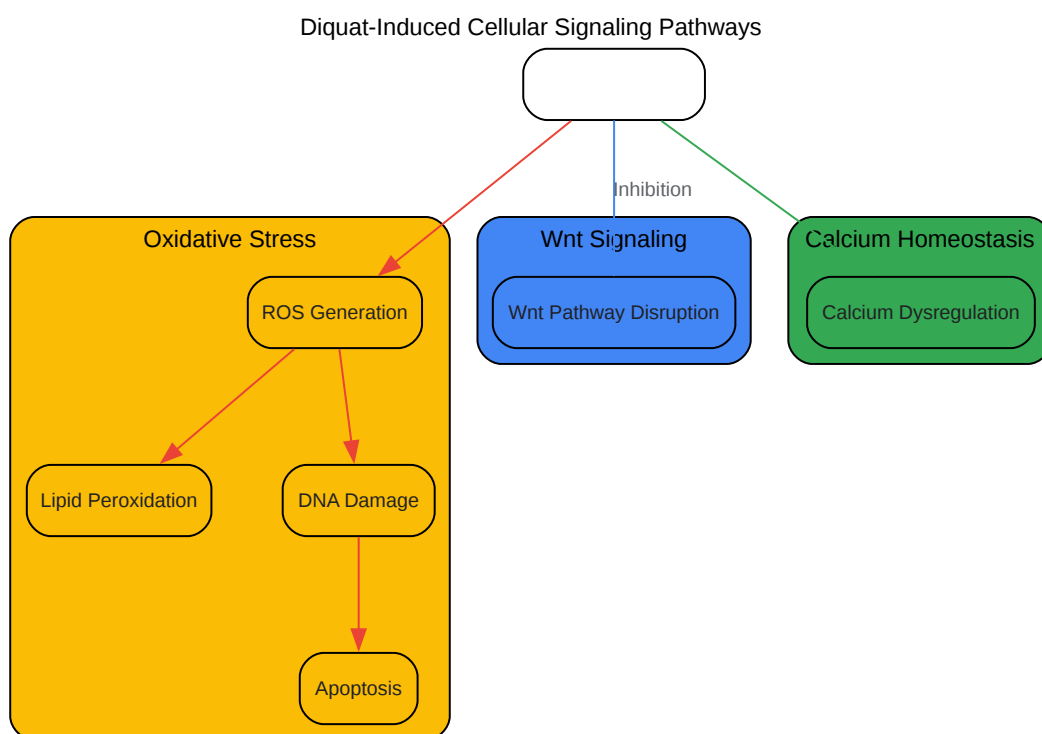 Diquat-Induced Cellular Signaling Pathways
Inhibition
Oxidative Stress
Wnt Signaling
Calcium Homeostasis
ROS Generation
Wnt Pathway Disruption
Calcium Dysregulation
Lipid Peroxidation
DNA Damage
Apoptosis